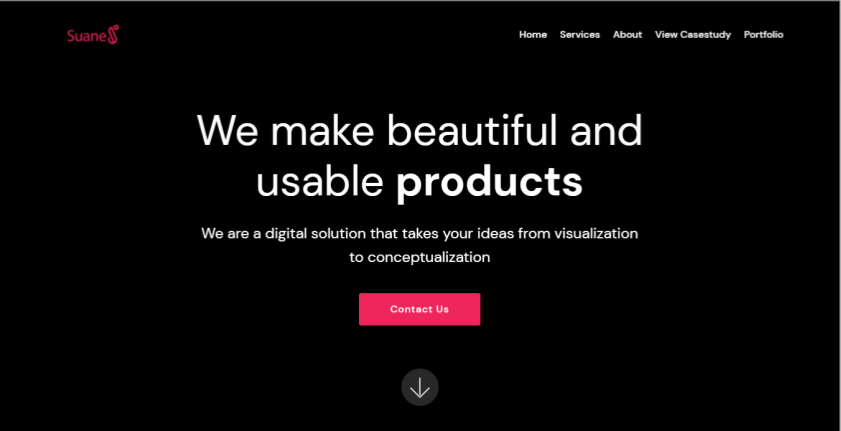 Suane
Home Services About View Casestudy Portfolio
We make beautiful and
usable products
We are a digital solution that takes your ideas from visualization
to conceptualization
Contact Us